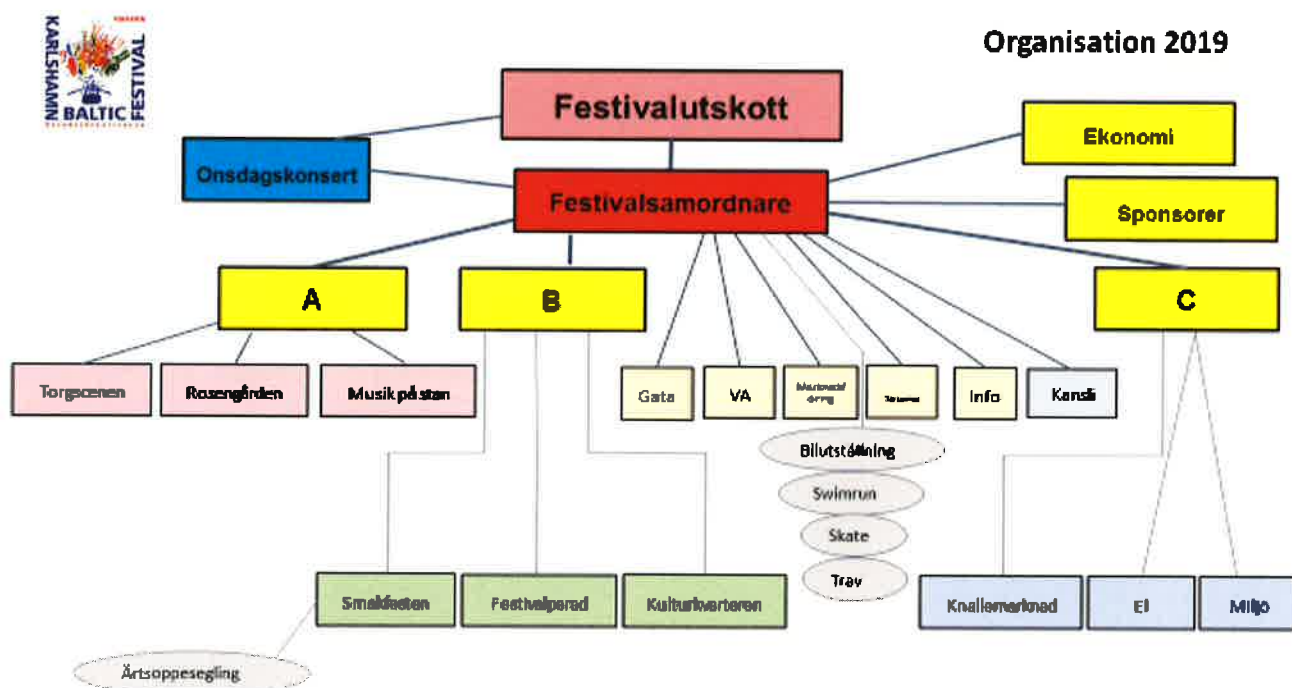 KARLSHAMN
BALTIC
FESTIVAL
Organisation 2019
Festivalutskott
Ekonomi
Onsdagskonsert
Festivalsamordnare
Sponsorer
A
B
C
Torgscenen
Rosengården
Musik på stan
Gata
VA
Info
Kansli
Bilutställning
Swimrun
Skate
Trav
Smakfesten
Festivalparad
Kulturkvarteren
Knallemarknad
El
Miljö
Ärtsoppesegling